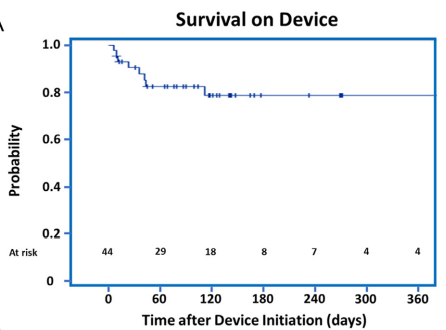 A
Survival on Device
1.0
0.8
0.6
0.4
0.2
0
Probability
At risk 44 29 18 8 7 4 4
0 60 120 180 240 300 360
Time after Device Initiation (days)